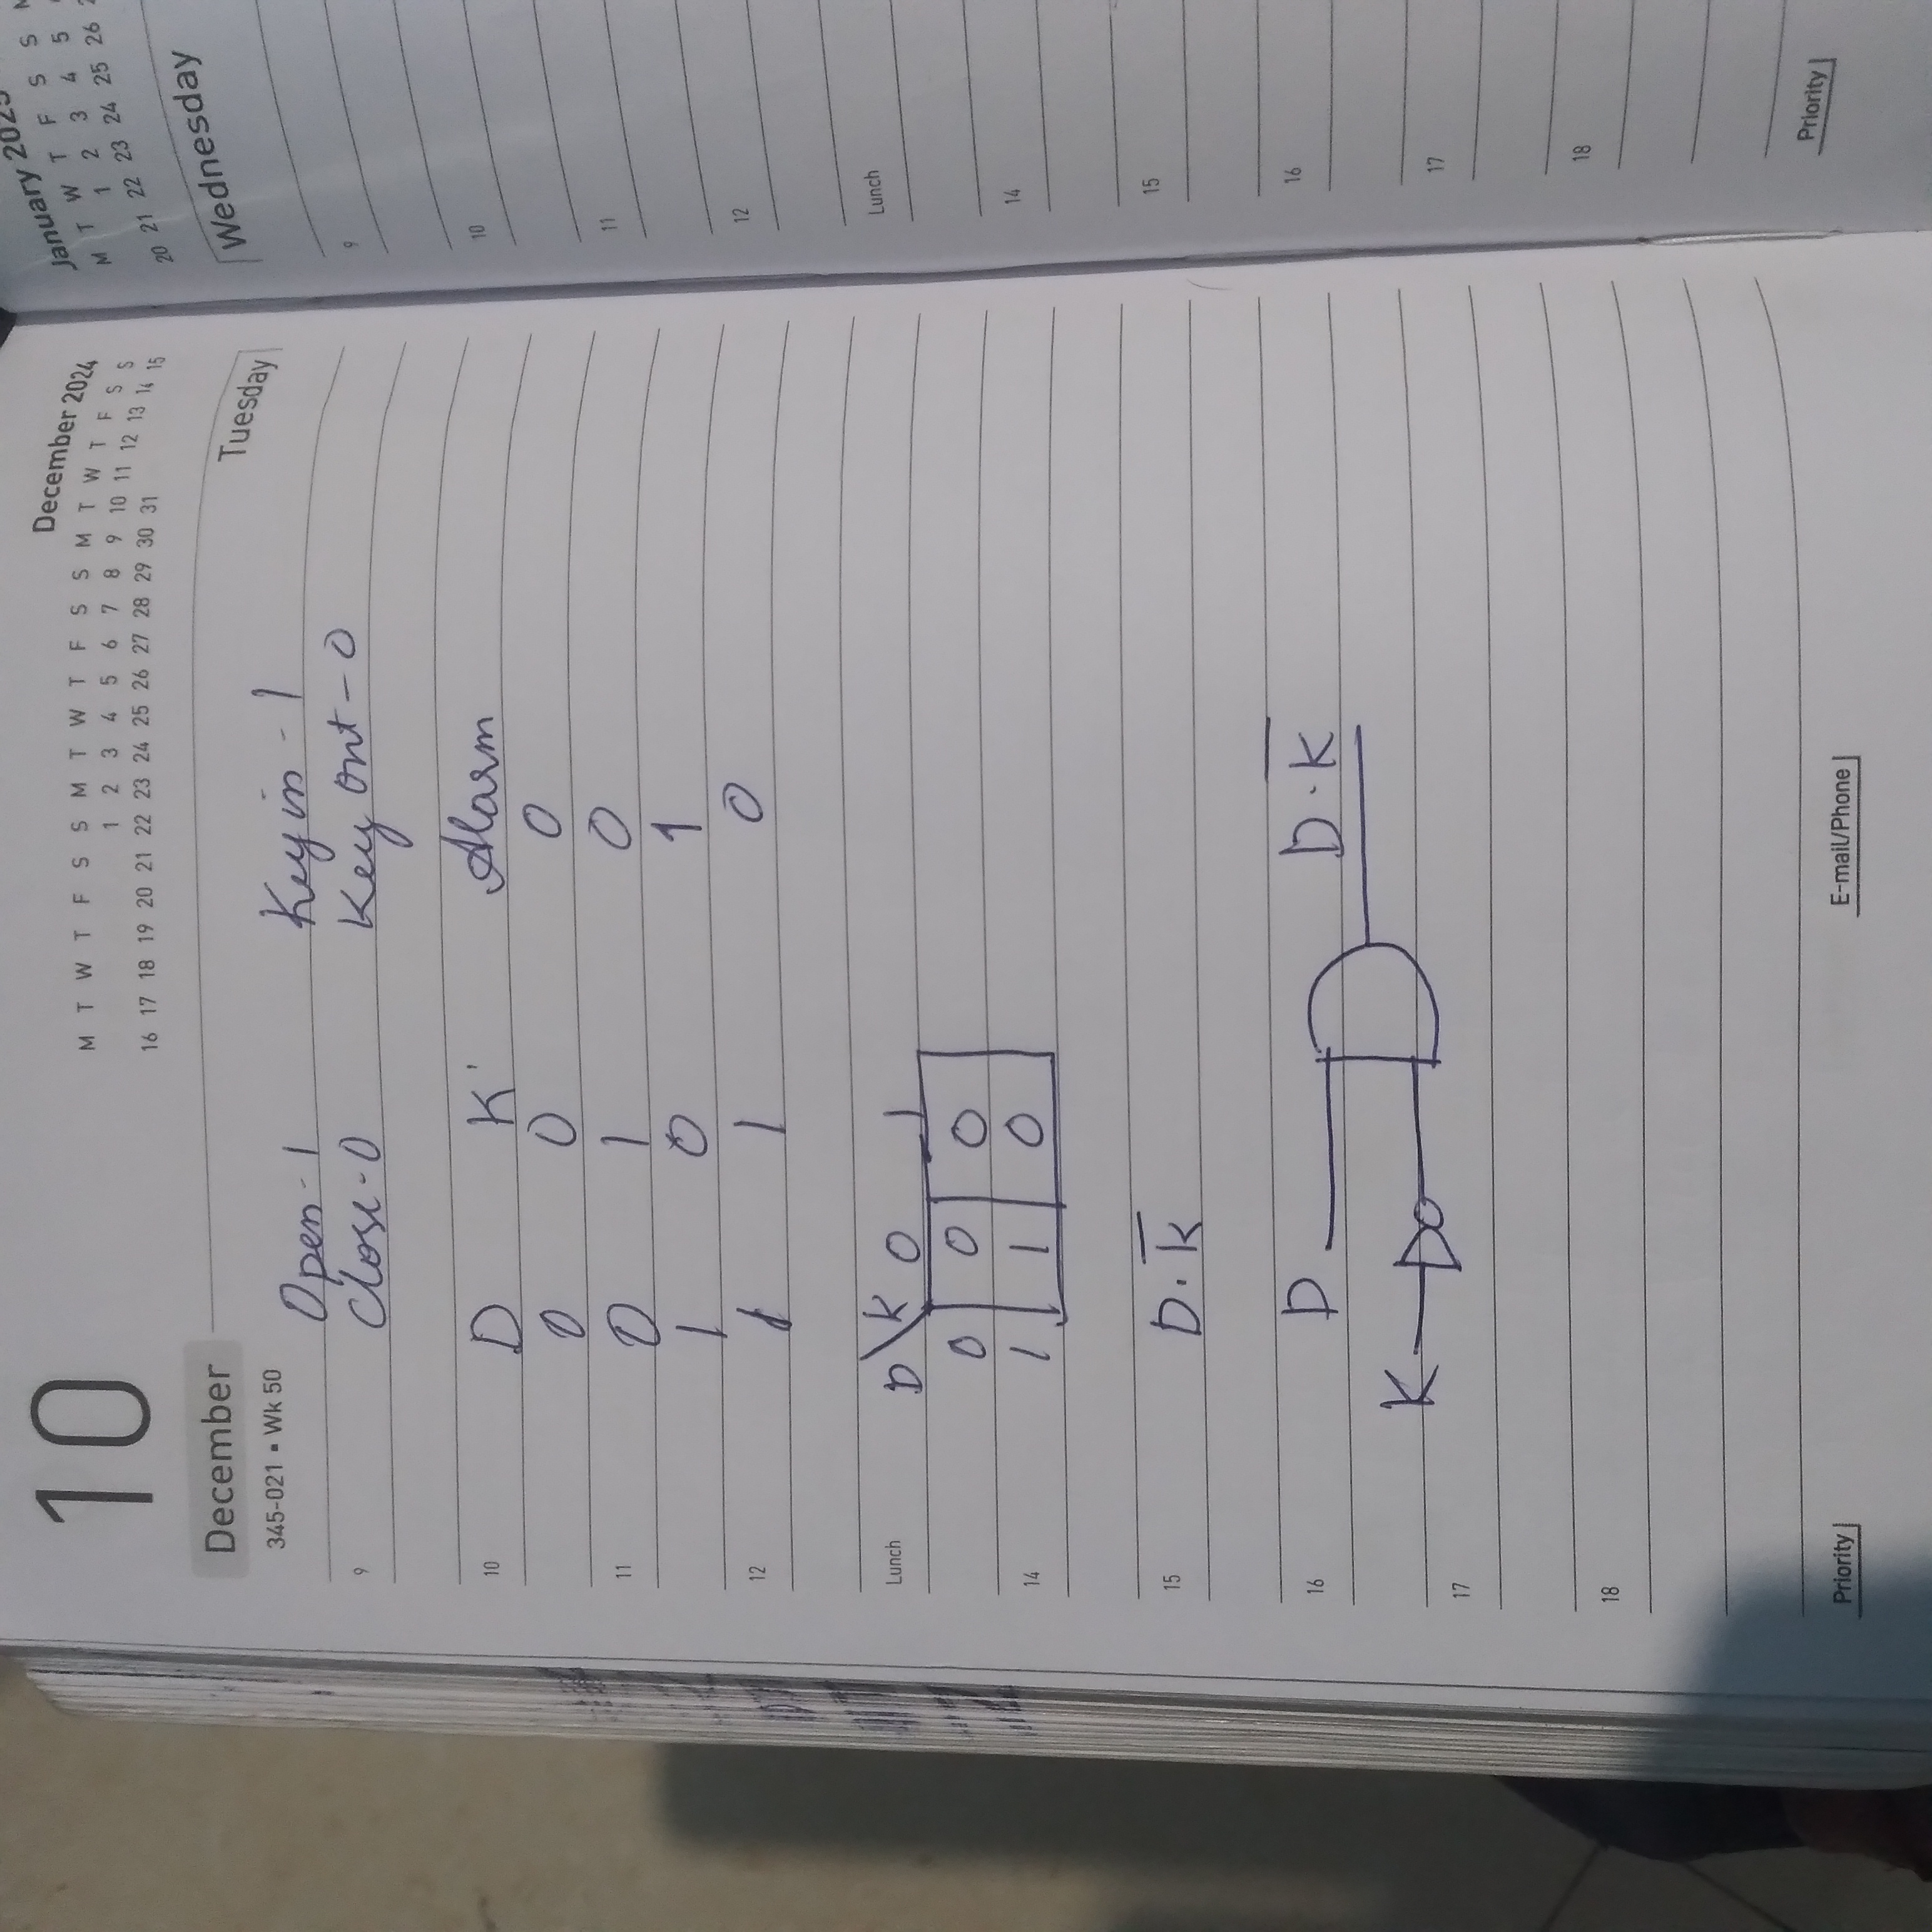 10
December 2024
M T W T F S S M T W T F S S M T W T F S S
1 2 3 4 5 6 7 8 9 10 11 12 13 14 15
16 17 18 19 20 21 22 23 24 25 26 27 28 29 30 31
December
Tuesday
345-021 ▪ Wk 50
Open - 1 Key in - 1
9 Close - 0 Key out - 0
10 D K' Alarm
0 0 0
11 0 1 0
1 0 1
12 1 1 0
Lunch D \ K 0 1
0 0 0
14 1 1 0
15 D . K̅
16 D D . K̅
K
17
18
Priority E-mail/Phone
January 2025
M T W T F S S
1 2 3 4 5
20 21 22 23 24 25 26
Wednesday
9
10
11
12
Lunch
14
15
16
17
18
Priority